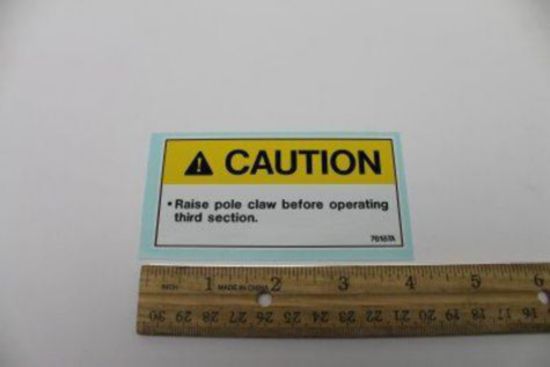 CAUTION
• Raise pole claw before operating
third section.
INCH 1 MADE IN CHINA 2 3 4 5 6
30 29 28 27 26 25 24 23 22 21 20 19 18 17 16 15